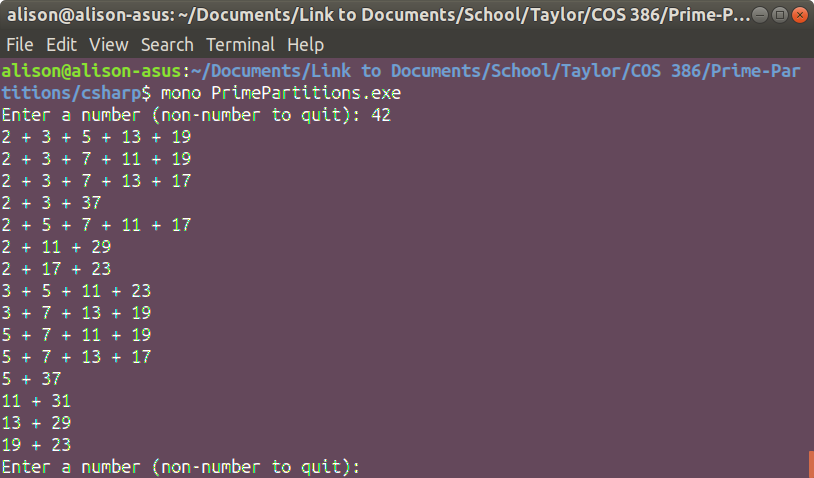 alison@alison-asus: ~/Documents/Link to Documents/School/Taylor/COS 386/Prime-P...
File Edit View Search Terminal Help
alison@alison-asus:~/Documents/Link to Documents/School/Taylor/COS 386/Prime-Par
titions/csharp$ mono PrimePartitions.exe
Enter a number (non-number to quit): 42
2 + 3 + 5 + 13 + 19
2 + 3 + 7 + 11 + 19
2 + 3 + 7 + 13 + 17
2 + 3 + 37
2 + 5 + 7 + 11 + 17
2 + 11 + 29
2 + 17 + 23
3 + 5 + 11 + 23
3 + 7 + 13 + 19
5 + 7 + 11 + 19
5 + 7 + 13 + 17
5 + 37
11 + 31
13 + 29
19 + 23
Enter a number (non-number to quit):